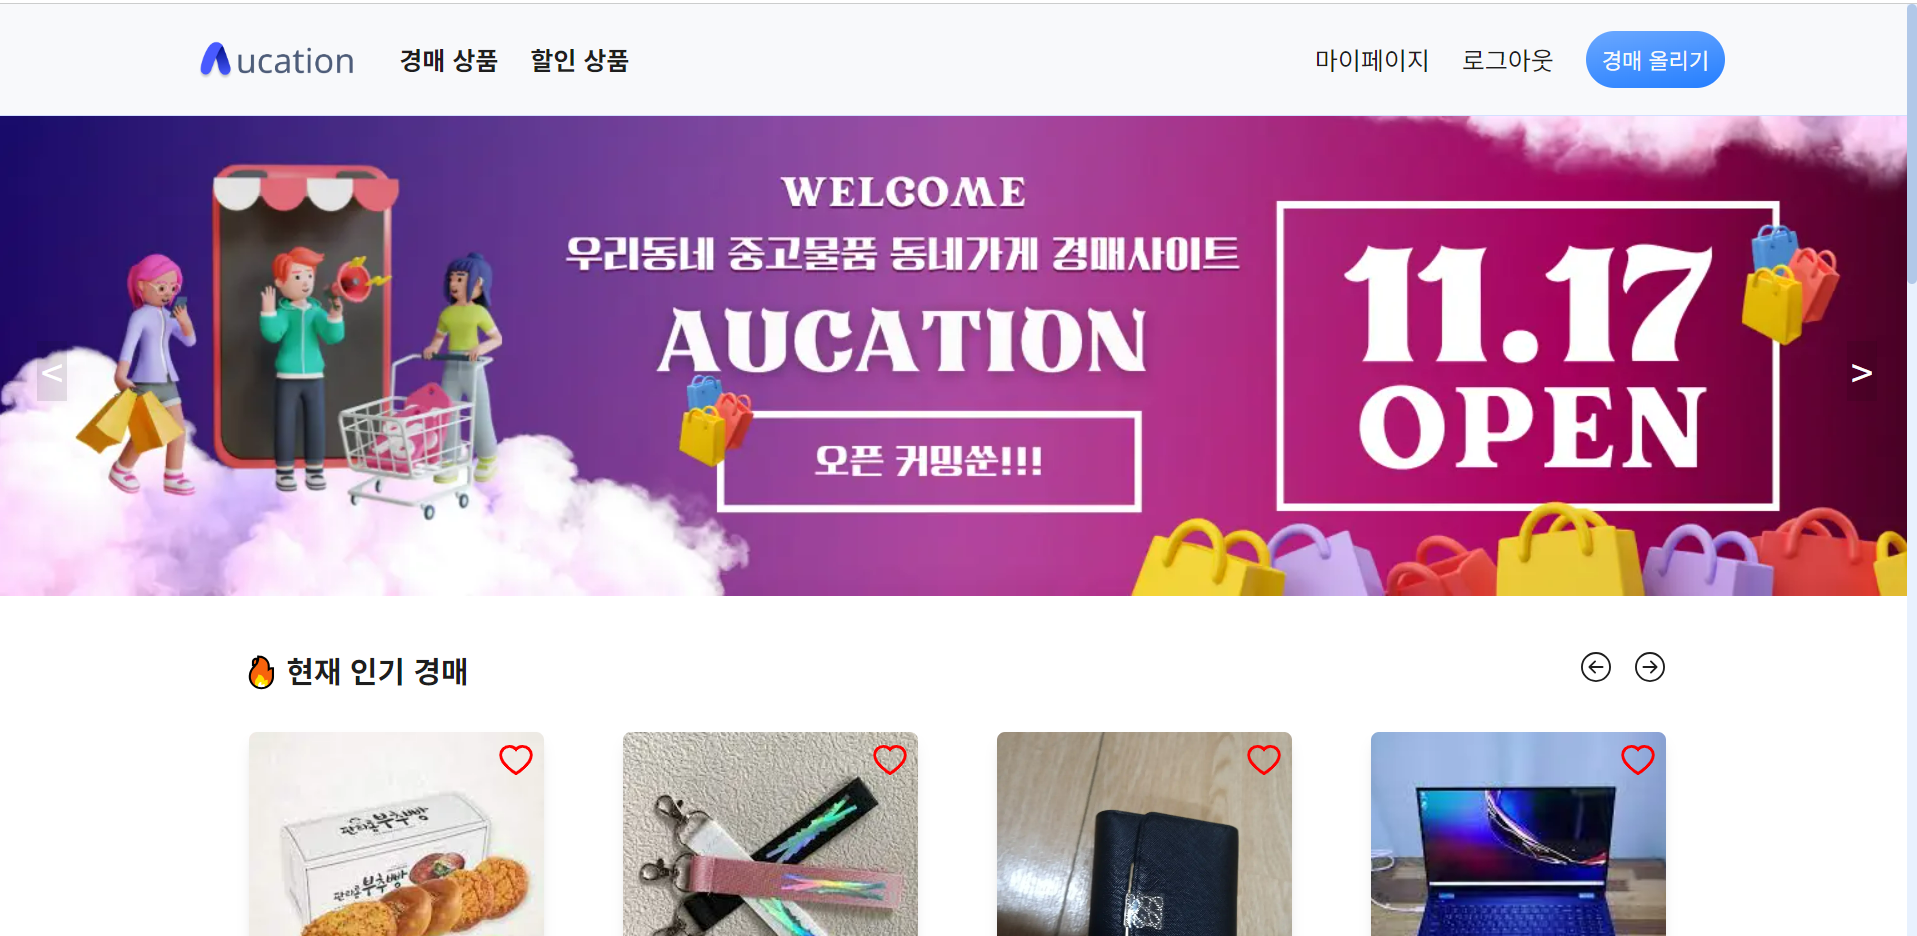 Aucation 경매 상품 할인 상품 마이페이지 로그아웃 경매 올리기
WELCOME
우리동네 중고물품 동네가게 경매사이트
AUCATION
오픈 커밍쑨!!!
11.17
OPEN
<
>
현재 인기 경매
부추빵
부추빵